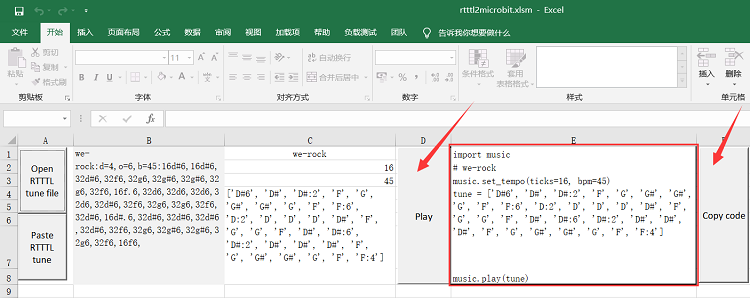 rtttl2microbit.xlsm - Excel
文件 开始 插入 页面布局 公式 数据 审阅 视图 加载项 帮助 负载测试 团队 告诉我你想要做什么
剪切
复制
格式刷
粘贴
剪贴板
11
A A
B I U
字体
自动换行
合并后居中
对齐方式
%
数字
条件格式
套用
表格格式
样式
插入
删除
单元格
fx
A B C D E
1
2
3
4
5
6
7
8
9
Open
RTTTL
tune file
Paste
RTTTL
tune
we-
rock:d=4,o=6,b=45:16d#6,16d#6,
32d#6,32f6,32g6,32g#6,32g#6,32
g6,32f6,16f.6,32d6,32d6,32d6,3
2d6,32d#6,32f6,32g6,32g6,32f6,
32d#6,16d#.6,32d#6,32d#6,32d#6
,32d#6,32f6,32g6,32g#6,32g#6,3
2g6,32f6,16f6,
we-rock
16
45
['D#6', 'D#', 'D#:2', 'F', 'G',
'G#', 'G#', 'G', 'F', 'F:6',
'D:2', 'D', 'D', 'D', 'D#', 'F',
'G', 'G', 'F', 'D#', 'D#:6',
'D#:2', 'D#', 'D#', 'D#', 'F',
'G', 'G#', 'G#', 'G', 'F', 'F:4']
Play
import music
# we-rock
music.set_tempo(ticks=16, bpm=45)
tune = ['D#6', 'D#', 'D#:2', 'F', 'G', 'G#', 'G#',
'G', 'F', 'F:6', 'D:2', 'D', 'D', 'D', 'D#', 'F',
'G', 'G', 'F', 'D#', 'D#:6', 'D#:2', 'D#', 'D#',
'D#', 'F', 'G', 'G#', 'G#', 'G', 'F', 'F:4']
music.play(tune)
Copy code